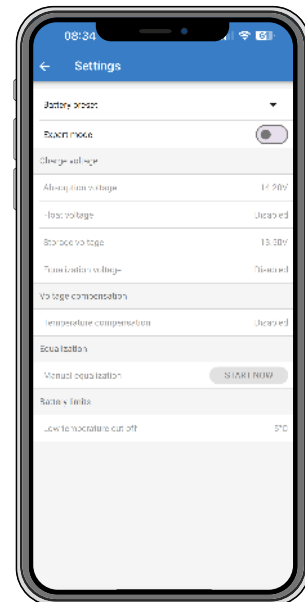 08:34
61
Settings
Battery preset
Expert mode
Charge voltage
Absorption voltage 14.20V
Float voltage Disabled
Storage voltage 13.50V
Equalization voltage Disabled
Voltage compensation
Temperature compensation Disabled
Equalization
Manual equalization START NOW
Battery limits
Low temperature cut off 5°C